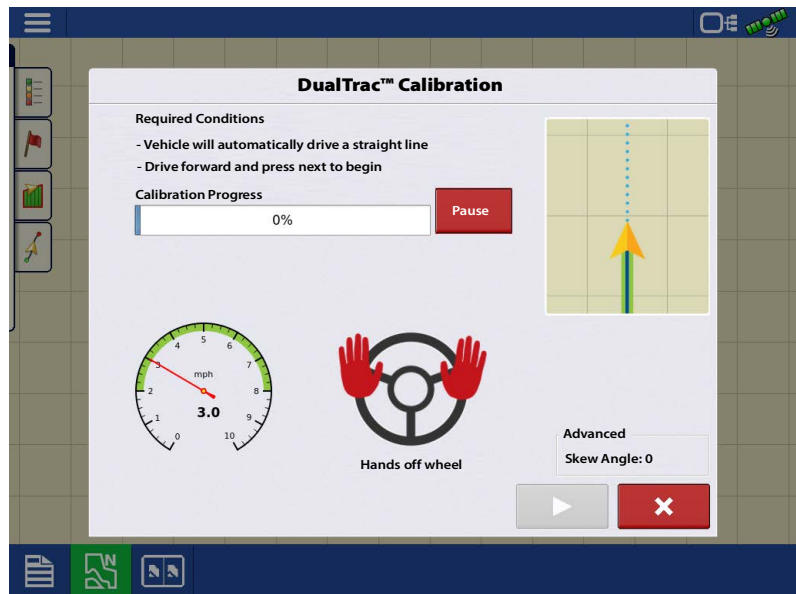 DualTrac™ Calibration
Required Conditions
- Vehicle will automatically drive a straight line
- Drive forward and press next to begin
Calibration Progress
0%
Pause
0
1
2
3
4
5
6
7
8
9
10
mph
3.0
Hands off wheel
Advanced
Skew Angle: 0
N